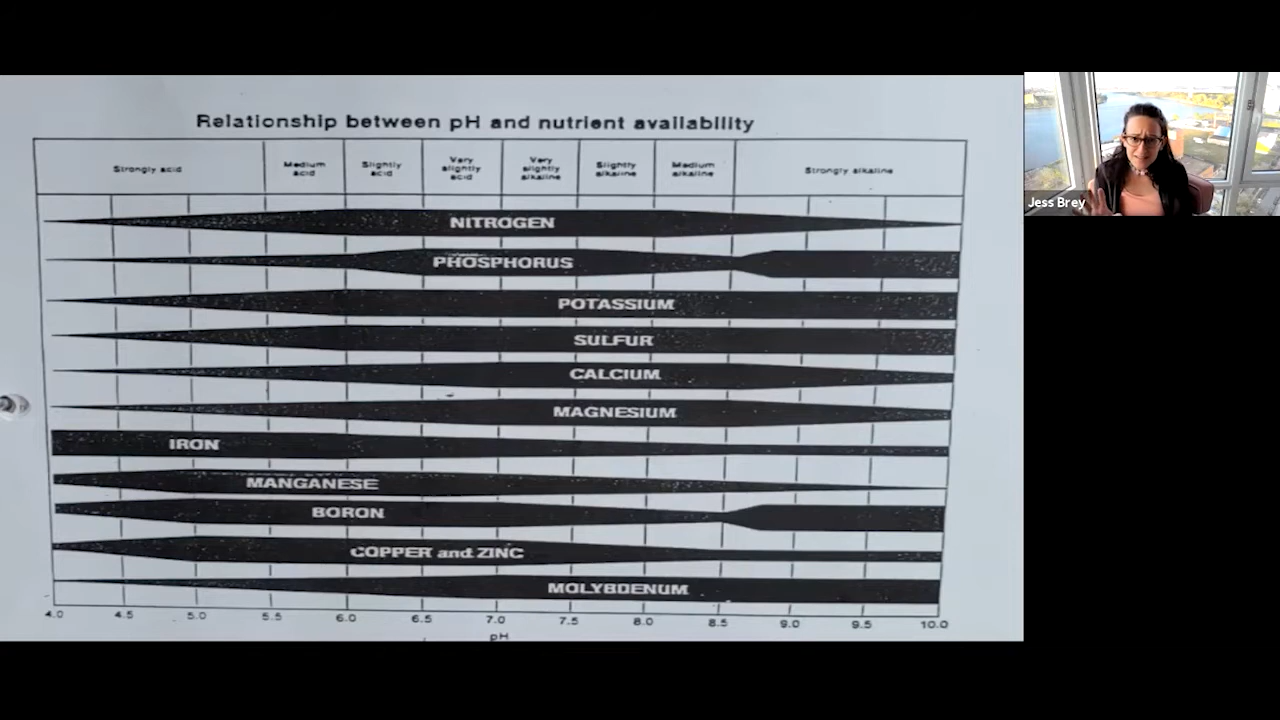 Relationship between pH and nutrient availability
Strongly acid
Medium
acid
Slightly
acid
Very
slightly
acid
Very
slightly
alkaline
Slightly
alkaline
Medium
alkaline
Strongly alkaline
NITROGEN
PHOSPHORUS
POTASSIUM
SULFUR
CALCIUM
MAGNESIUM
IRON
MANGANESE
BORON
COPPER and ZINC
MOLYBDENUM
4.0 4.5 5.0 5.5 6.0 6.5 7.0 7.5 8.0 8.5 9.0 9.5 10.0
pH
Jess Brey